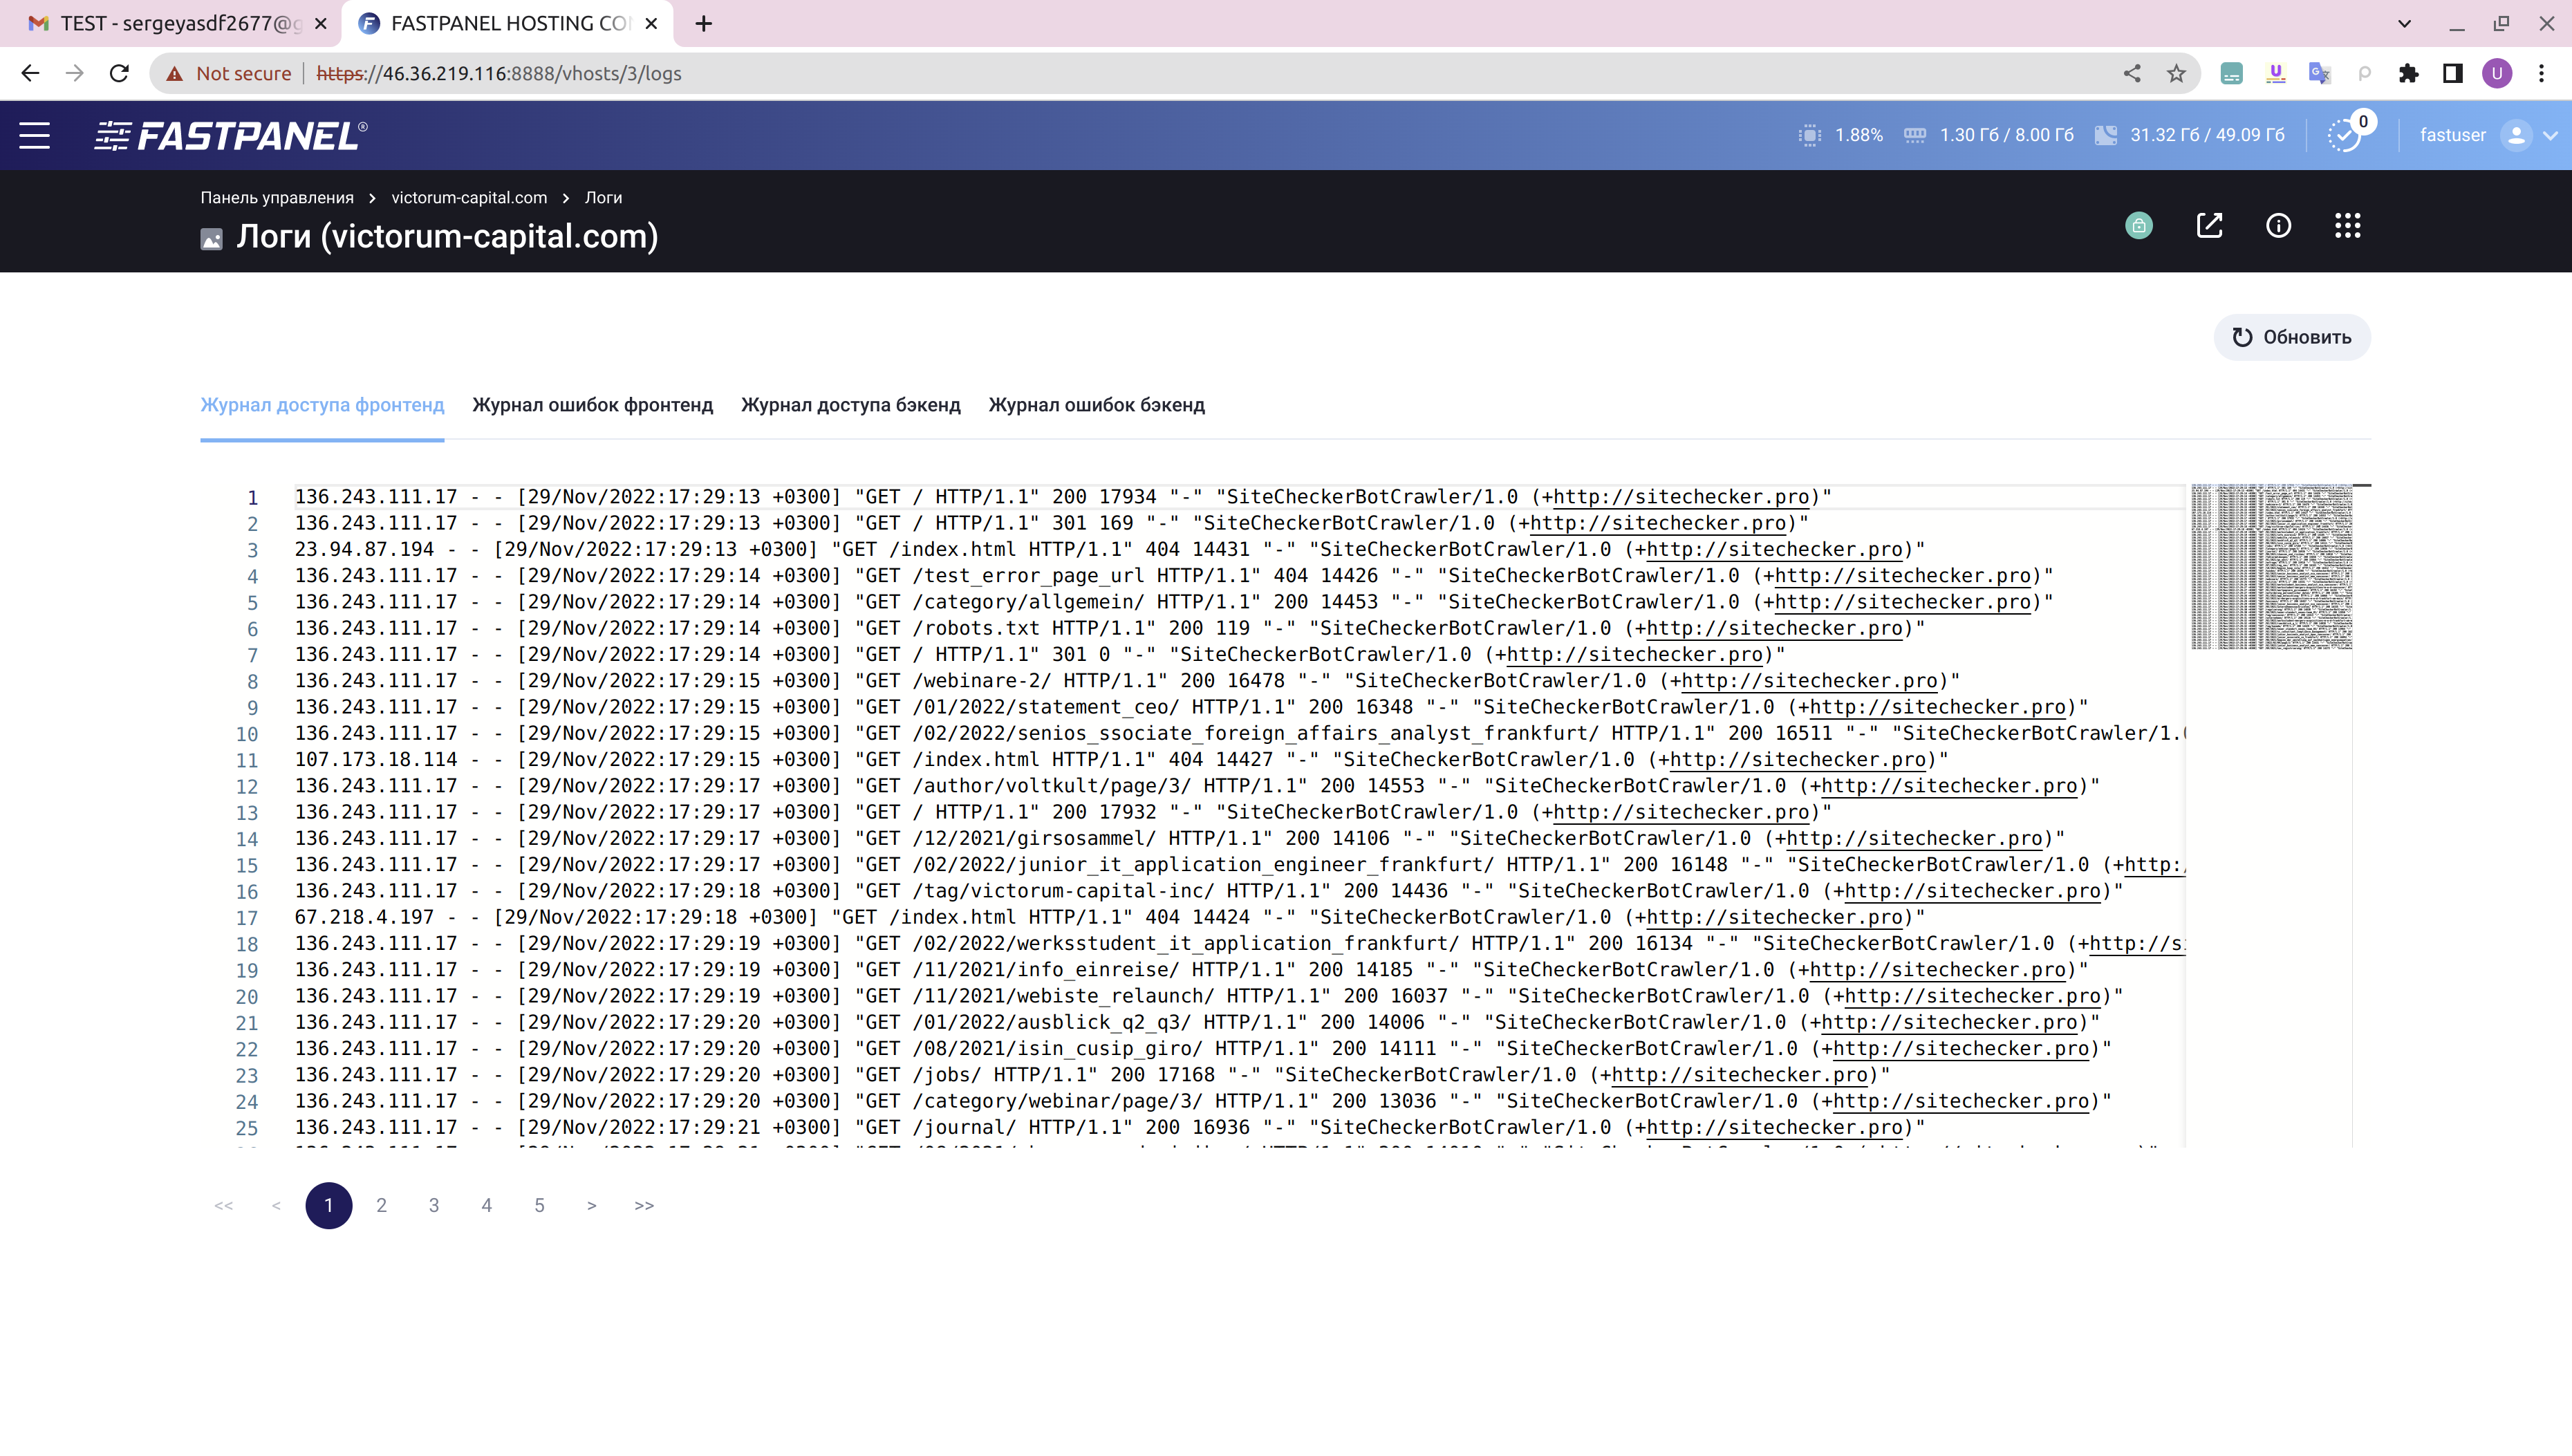 TEST - sergeyasdf2677@g
FASTPANEL HOSTING CO
Not secure
https://46.36.219.116:8888/vhosts/3/logs
U
FASTPANEL®
1.88%
1.30 Гб / 8.00 Гб
31.32 Гб / 49.09 Гб
0
fastuser
Панель управления > victorum-capital.com > Логи
Логи (victorum-capital.com)
Обновить
Журнал доступа фронтенд
Журнал ошибок фронтенд
Журнал доступа бэкенд
Журнал ошибок бэкенд
1 136.243.111.17 - - [29/Nov/2022:17:29:13 +0300] "GET / HTTP/1.1" 200 17934 "-" "SiteCheckerBotCrawler/1.0 (+http://sitechecker.pro)"
2 136.243.111.17 - - [29/Nov/2022:17:29:13 +0300] "GET / HTTP/1.1" 301 169 "-" "SiteCheckerBotCrawler/1.0 (+http://sitechecker.pro)"
3 23.94.87.194 - - [29/Nov/2022:17:29:13 +0300] "GET /index.html HTTP/1.1" 404 14431 "-" "SiteCheckerBotCrawler/1.0 (+http://sitechecker.pro)"
4 136.243.111.17 - - [29/Nov/2022:17:29:14 +0300] "GET /test_error_page_url HTTP/1.1" 404 14426 "-" "SiteCheckerBotCrawler/1.0 (+http://sitechecker.pro)"
5 136.243.111.17 - - [29/Nov/2022:17:29:14 +0300] "GET /category/allgemein/ HTTP/1.1" 200 14453 "-" "SiteCheckerBotCrawler/1.0 (+http://sitechecker.pro)"
6 136.243.111.17 - - [29/Nov/2022:17:29:14 +0300] "GET /robots.txt HTTP/1.1" 200 119 "-" "SiteCheckerBotCrawler/1.0 (+http://sitechecker.pro)"
7 136.243.111.17 - - [29/Nov/2022:17:29:14 +0300] "GET / HTTP/1.1" 301 0 "-" "SiteCheckerBotCrawler/1.0 (+http://sitechecker.pro)"
8 136.243.111.17 - - [29/Nov/2022:17:29:15 +0300] "GET /webinare-2/ HTTP/1.1" 200 16478 "-" "SiteCheckerBotCrawler/1.0 (+http://sitechecker.pro)"
9 136.243.111.17 - - [29/Nov/2022:17:29:15 +0300] "GET /01/2022/statement_ceo/ HTTP/1.1" 200 16348 "-" "SiteCheckerBotCrawler/1.0 (+http://sitechecker.pro)"
10 136.243.111.17 - - [29/Nov/2022:17:29:15 +0300] "GET /02/2022/senios_ssociate_foreign_affairs_analyst_frankfurt/ HTTP/1.1" 200 16511 "-" "SiteCheckerBotCrawler/1.0
11 107.173.18.114 - - [29/Nov/2022:17:29:15 +0300] "GET /index.html HTTP/1.1" 404 14427 "-" "SiteCheckerBotCrawler/1.0 (+http://sitechecker.pro)"
12 136.243.111.17 - - [29/Nov/2022:17:29:17 +0300] "GET /author/voltkult/page/3/ HTTP/1.1" 200 14553 "-" "SiteCheckerBotCrawler/1.0 (+http://sitechecker.pro)"
13 136.243.111.17 - - [29/Nov/2022:17:29:17 +0300] "GET / HTTP/1.1" 200 17932 "-" "SiteCheckerBotCrawler/1.0 (+http://sitechecker.pro)"
14 136.243.111.17 - - [29/Nov/2022:17:29:17 +0300] "GET /12/2021/girsosammel/ HTTP/1.1" 200 14106 "-" "SiteCheckerBotCrawler/1.0 (+http://sitechecker.pro)"
15 136.243.111.17 - - [29/Nov/2022:17:29:17 +0300] "GET /02/2022/junior_it_application_engineer_frankfurt/ HTTP/1.1" 200 16148 "-" "SiteCheckerBotCrawler/1.0 (+http:/
16 136.243.111.17 - - [29/Nov/2022:17:29:18 +0300] "GET /tag/victorum-capital-inc/ HTTP/1.1" 200 14436 "-" "SiteCheckerBotCrawler/1.0 (+http://sitechecker.pro)"
17 67.218.4.197 - - [29/Nov/2022:17:29:18 +0300] "GET /index.html HTTP/1.1" 404 14424 "-" "SiteCheckerBotCrawler/1.0 (+http://sitechecker.pro)"
18 136.243.111.17 - - [29/Nov/2022:17:29:19 +0300] "GET /02/2022/werksstudent_it_application_frankfurt/ HTTP/1.1" 200 16134 "-" "SiteCheckerBotCrawler/1.0 (+http://s
19 136.243.111.17 - - [29/Nov/2022:17:29:19 +0300] "GET /11/2021/info_einreise/ HTTP/1.1" 200 14185 "-" "SiteCheckerBotCrawler/1.0 (+http://sitechecker.pro)"
20 136.243.111.17 - - [29/Nov/2022:17:29:19 +0300] "GET /11/2021/webiste_relaunch/ HTTP/1.1" 200 16037 "-" "SiteCheckerBotCrawler/1.0 (+http://sitechecker.pro)"
21 136.243.111.17 - - [29/Nov/2022:17:29:20 +0300] "GET /01/2022/ausblick_q2_q3/ HTTP/1.1" 200 14006 "-" "SiteCheckerBotCrawler/1.0 (+http://sitechecker.pro)"
22 136.243.111.17 - - [29/Nov/2022:17:29:20 +0300] "GET /08/2021/isin_cusip_giro/ HTTP/1.1" 200 14111 "-" "SiteCheckerBotCrawler/1.0 (+http://sitechecker.pro)"
23 136.243.111.17 - - [29/Nov/2022:17:29:20 +0300] "GET /jobs/ HTTP/1.1" 200 17168 "-" "SiteCheckerBotCrawler/1.0 (+http://sitechecker.pro)"
24 136.243.111.17 - - [29/Nov/2022:17:29:20 +0300] "GET /category/webinar/page/3/ HTTP/1.1" 200 13036 "-" "SiteCheckerBotCrawler/1.0 (+http://sitechecker.pro)"
25 136.243.111.17 - - [29/Nov/2022:17:29:21 +0300] "GET /journal/ HTTP/1.1" 200 16936 "-" "SiteCheckerBotCrawler/1.0 (+http://sitechecker.pro)"
<< < 1 2 3 4 5 > >>